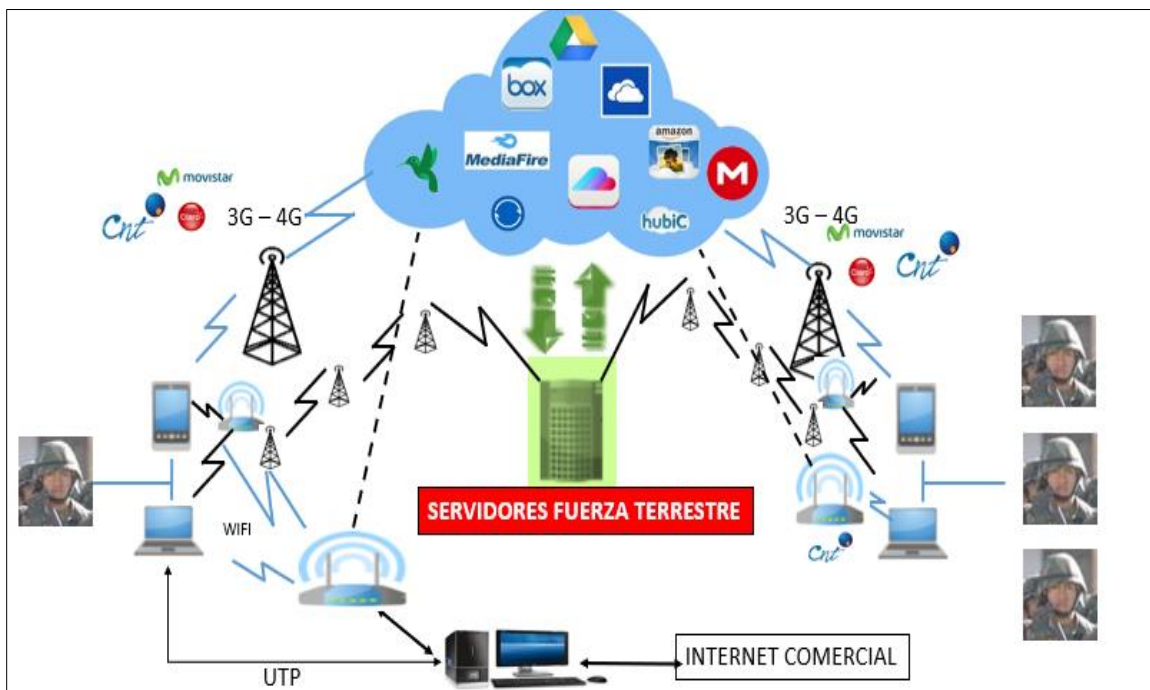 box
MediaFire
amazon
M
hubiC
movistar
Cnt
Claro
3G – 4G
3G – 4G
movistar
Claro
Cnt
SERVIDORES FUERZA TERRESTRE
WIFI
Cnt
UTP
INTERNET COMERCIAL